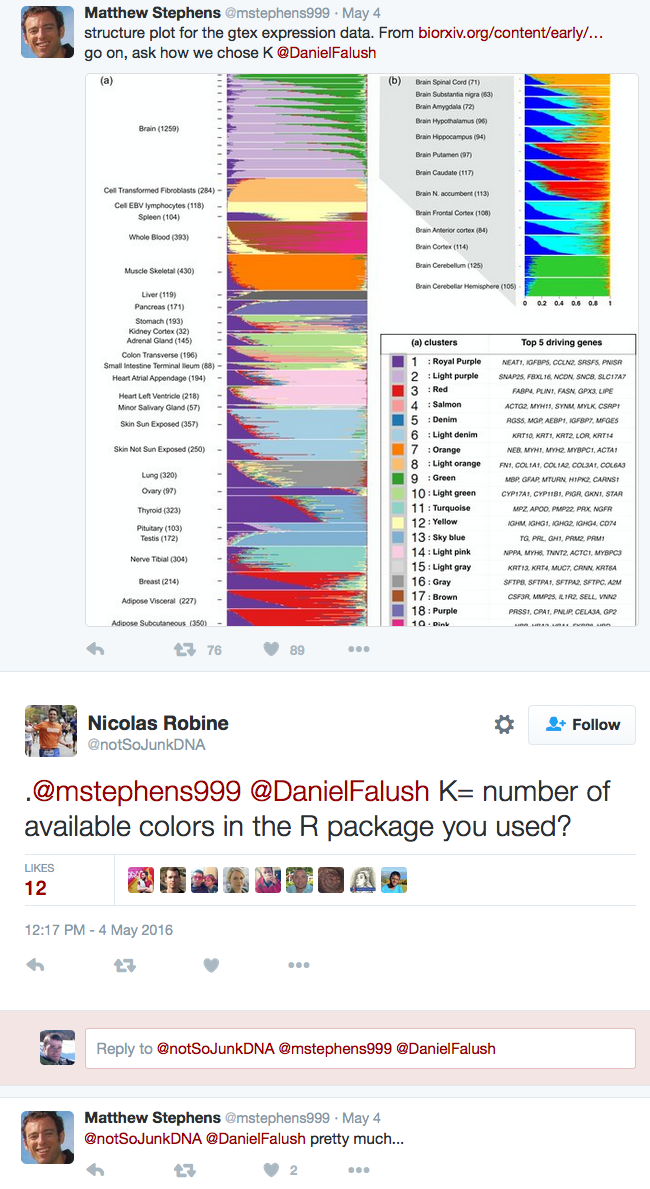 Matthew Stephens @mstephens999 · May 4
structure plot for the gtex expression data. From biorxiv.org/content/early/…
go on, ask how we chose K @DanielFalush
(a)
Brain (1259)
Cell Transformed Fibroblasts (284)
Cell EBV lymphocytes (118)
Spleen (104)
Whole Blood (393)
Muscle Skeletal (430)
Liver (119)
Pancreas (171)
Stomach (193)
Kidney Cortex (32)
Adrenal Gland (145)
Colon Transverse (196)
Small Intestine Terminal Ileum (88)
Heart Atrial Appendage (194)
Heart Left Ventricle (218)
Minor Salivary Gland (57)
Skin Sun Exposed (357)
Skin Not Sun Exposed (250)
Lung (320)
Ovary (97)
Thyroid (323)
Pituitary (103)
Testis (172)
Nerve Tibial (304)
Breast (214)
Adipose Visceral (227)
Adipose Subcutaneous (350)
(b)
Brain Spinal Cord (71)
Brain Substantia nigra (63)
Brain Amygdala (72)
Brain Hypothalamus (96)
Brain Hippocampus (94)
Brain Putamen (97)
Brain Caudate (117)
Brain N. accumbent (113)
Brain Frontal Cortex (108)
Brain Anterior cortex (84)
Brain Cortex (114)
Brain Cerebellum (125)
Brain Cerebellar Hemisphere (105)
0 0.2 0.4 0.6 0.8 1
(a) clusters Top 5 driving genes
1 : Royal Purple NEAT1, IGFBP5, CCLN2, SRSF5, PNISR
2 : Light purple SNAP25, FBXL16, NCDN, SNCB, SLC17A7
3 : Red FABP4, PLIN1, FASN, GPX3, LIPE
4 : Salmon ACTG2, MYH11, SYNM, MYLK, CSRP1
5 : Denim RGS5, MGP, AEBP1, IGFBP7, MFGE5
6 : Light denim KRT10, KRT1, KRT2, LOR, KRT14
7 : Orange NEB, MYH1, MYH2, MYBPC1, ACTA1
8 : Light orange FN1, COL1A1, COL1A2, COL3A1, COL6A3
9 : Green MBP, GFAP, MTURN, HIPK2, CARNS1
10 : Light green CYP17A1, CYP11B1, PIGR, GKN1, STAR
11 : Turquoise MPZ, APOD, PMP22, PRX, NGFR
12 : Yellow IGHM, IGHG1, IGHG2, IGHG4, CD74
13 : Sky blue TG, PRL, GH1, PRM2, PRM1
14 : Light pink NPPA, MYH6, TNNT2, ACTC1, MYBPC3
15 : Light gray KRT13, KRT4, MUC7, CRNN, KRT6A
16 : Gray SFTPB, SFTPA1, SFTPA2, SFTPC, A2M
17 : Brown CSF3R, MMP25, IL1R2, SELL, VNN2
18 : Purple PRSS1, CPA1, PNLIP, CELA3A, GP2
19 : Pink
76 89
Nicolas Robine
@notSoJunkDNA
Follow
.@mstephens999 @DanielFalush K= number of
available colors in the R package you used?
LIKES
12
12:17 PM - 4 May 2016
Reply to @notSoJunkDNA @mstephens999 @DanielFalush
Matthew Stephens @mstephens999 · May 4
@notSoJunkDNA @DanielFalush pretty much...
2